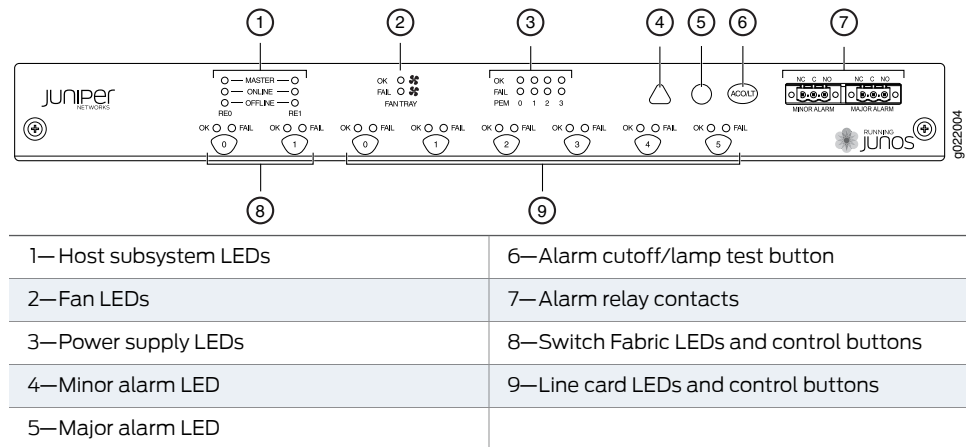 1 2 3 4 5 6 7
JUNIPER
NETWORKS
MASTER
ONLINE
OFFLINE
RE0 RE1
OK
FAIL
FAN TRAY
OK
FAIL
PEM 0 1 2 3
ACO/LT
NC C NO NC C NO
MINOR ALARM MAJOR ALARM
OK FAIL OK FAIL OK FAIL OK FAIL OK FAIL OK FAIL OK FAIL OK FAIL
0 1 0 1 2 3 4 5
RUNNING
JUNOS
g022004
8 9
1—Host subsystem LEDs 6—Alarm cutoff/lamp test button
2—Fan LEDs 7—Alarm relay contacts
3—Power supply LEDs 8—Switch Fabric LEDs and control buttons
4—Minor alarm LED 9—Line card LEDs and control buttons
5—Major alarm LED